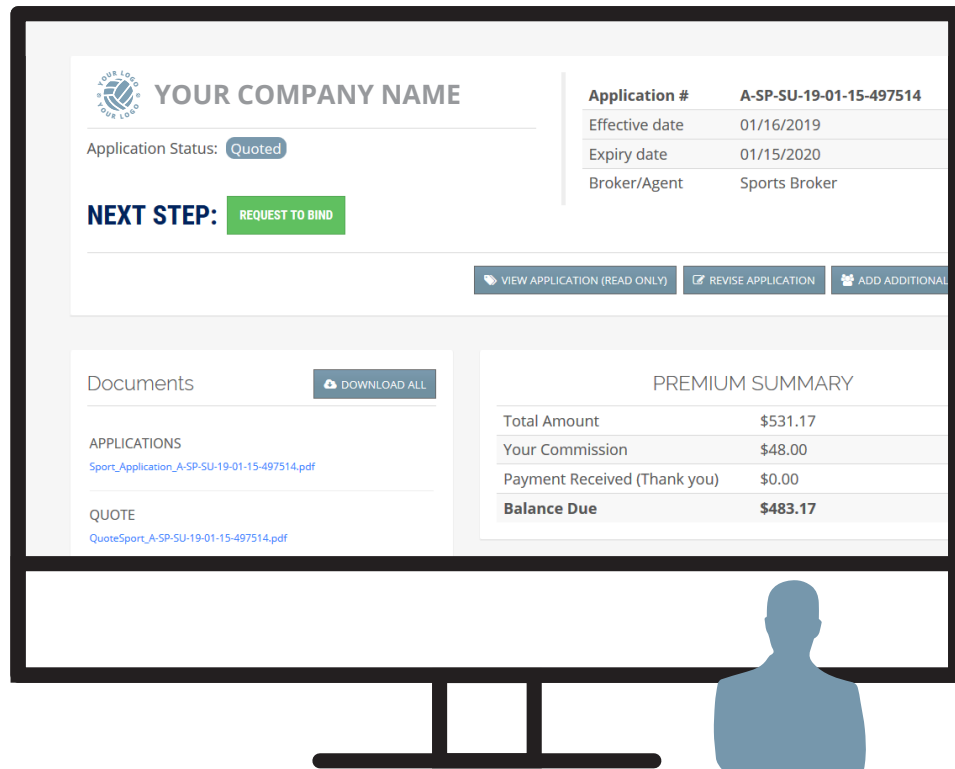 YOUR LOGO
YOUR LOGO
YOUR COMPANY NAME
Application Status: Quoted
NEXT STEP: REQUEST TO BIND
Application # A-SP-SU-19-01-15-497514
Effective date 01/16/2019
Expiry date 01/15/2020
Broker/Agent Sports Broker
VIEW APPLICATION (READ ONLY) REVISE APPLICATION ADD ADDITIONAL
Documents DOWNLOAD ALL
APPLICATIONS
Sport_Application_A-SP-SU-19-01-15-497514.pdf
QUOTE
QuoteSport_A-SP-SU-19-01-15-497514.pdf
PREMIUM SUMMARY
Total Amount $531.17
Your Commission $48.00
Payment Received (Thank you) $0.00
Balance Due $483.17